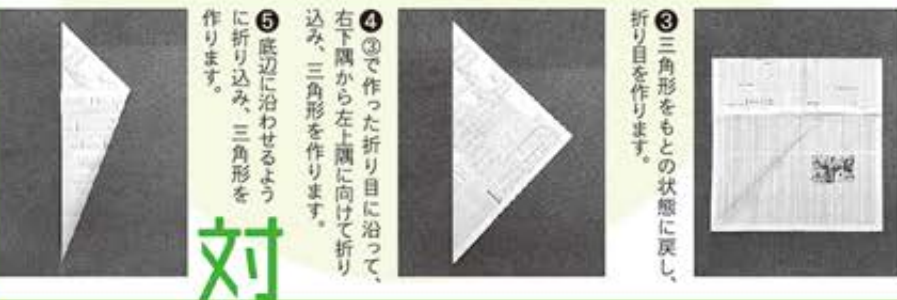 ❸三角形をもとの状態に戻し、
折り目を作ります。
❹③で作った折り目に沿って、
右下隅から左上隅に向けて折り
込み、三角形を作ります。
❺底辺に沿わせるよう
に折り込み、三角形を
作ります。
対